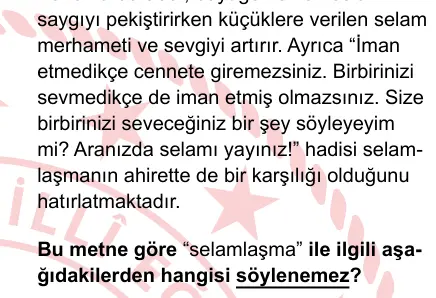 saygıyı pekiştirirken küçüklere verilen selam
merhameti ve sevgiyi artırır. Ayrıca “İman
etmedikçe cennete giremezsiniz. Birbirinizi
sevmedikçe de iman etmiş olmazsınız. Size
birbirinizi seveceğiniz bir şey söyleyeyim
mi? Aranızda selamı yayınız!” hadisi selam-
laşmanın ahirette de bir karşılığı olduğunu
hatırlatmaktadır.
Bu metne göre “selamlaşma” ile ilgili aşa-
ğıdakilerden hangisi söylenemez?